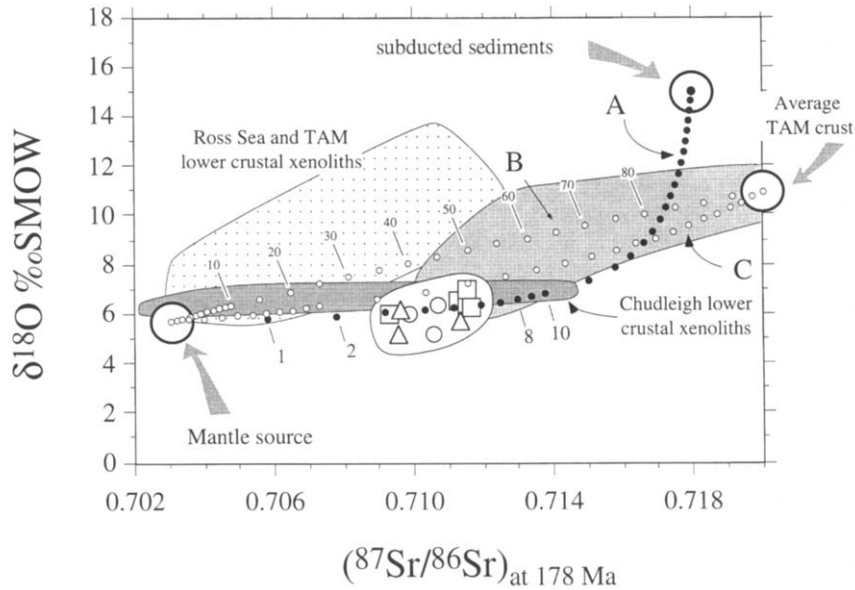 18
16
14
12
10
8
6
4
2
0
δ18O ‰SMOW
subducted sediments
Average
TAM crust
Ross Sea and TAM
lower crustal xenoliths
A
B
C
10
20
30
40
50
60
70
80
1
2
8
10
Chudleigh lower
crustal xenoliths
Mantle source
0.702
0.706
0.710
0.714
0.718
(87Sr/86Sr)at 178 Ma